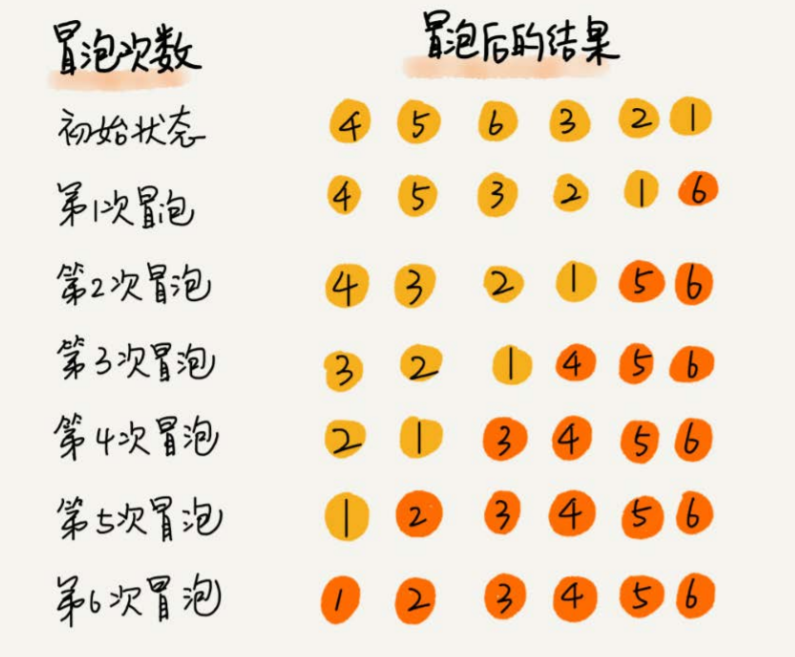 冒泡次数 冒泡后的结果
初始状态 4 5 6 3 2 1
第1次冒泡 4 5 3 2 1 6
第2次冒泡 4 3 2 1 5 6
第3次冒泡 3 2 1 4 5 6
第4次冒泡 2 1 3 4 5 6
第5次冒泡 1 2 3 4 5 6
第6次冒泡 1 2 3 4 5 6